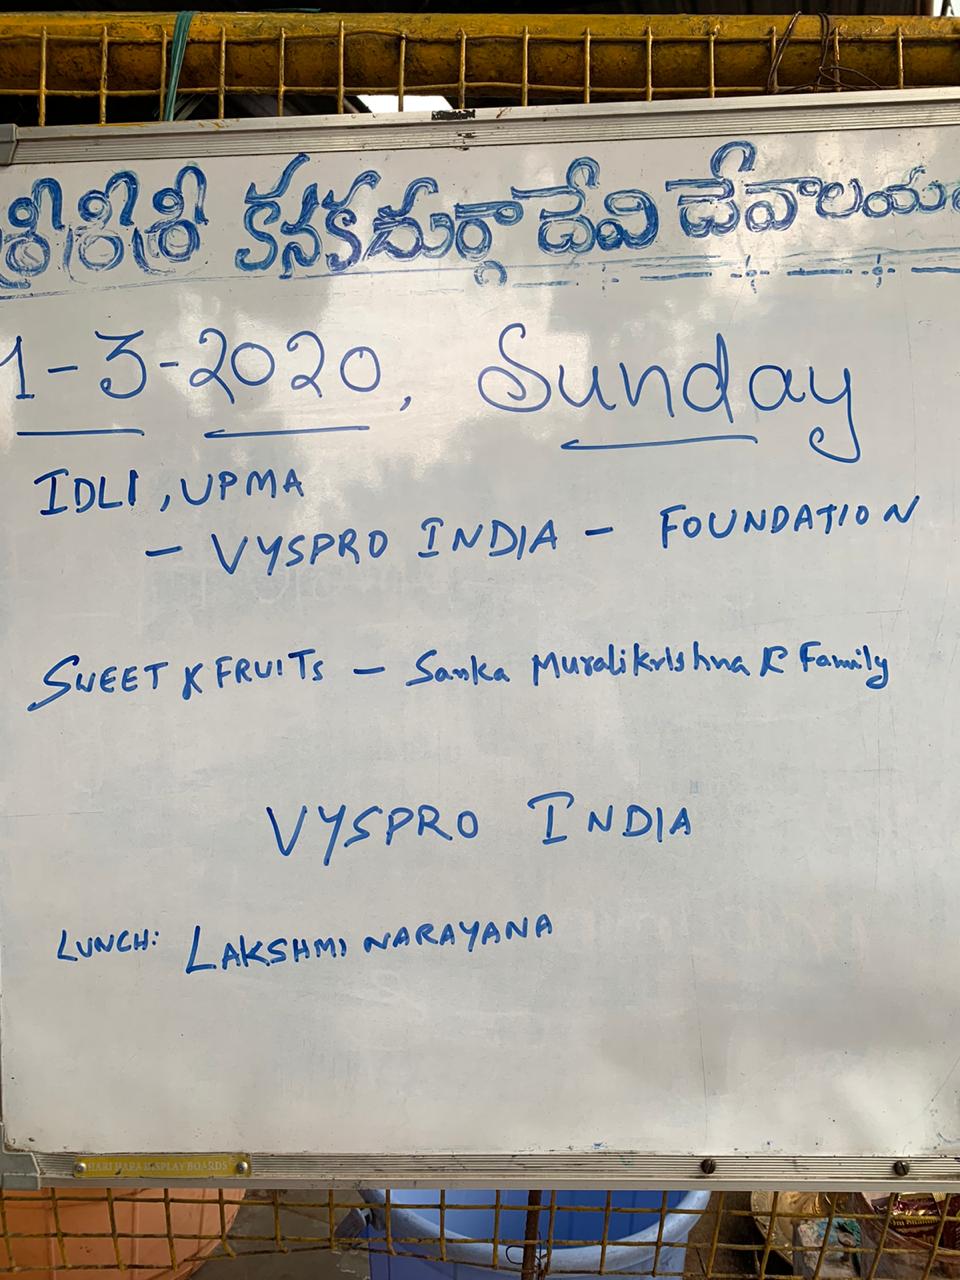 శ్రీశ్రీశ్రీ కనకదుర్గాదేవి దేవాలయం
1-3-2020, Sunday
IDLI, UPMA
- VYSPRO INDIA - FOUNDATION
SWEET & FRUITS - Sanka Muralikrishna & Family
VYSPRO INDIA
LUNCH: LAKSHMI NARAYANA
HARI HARA DISPLAY BOARDS